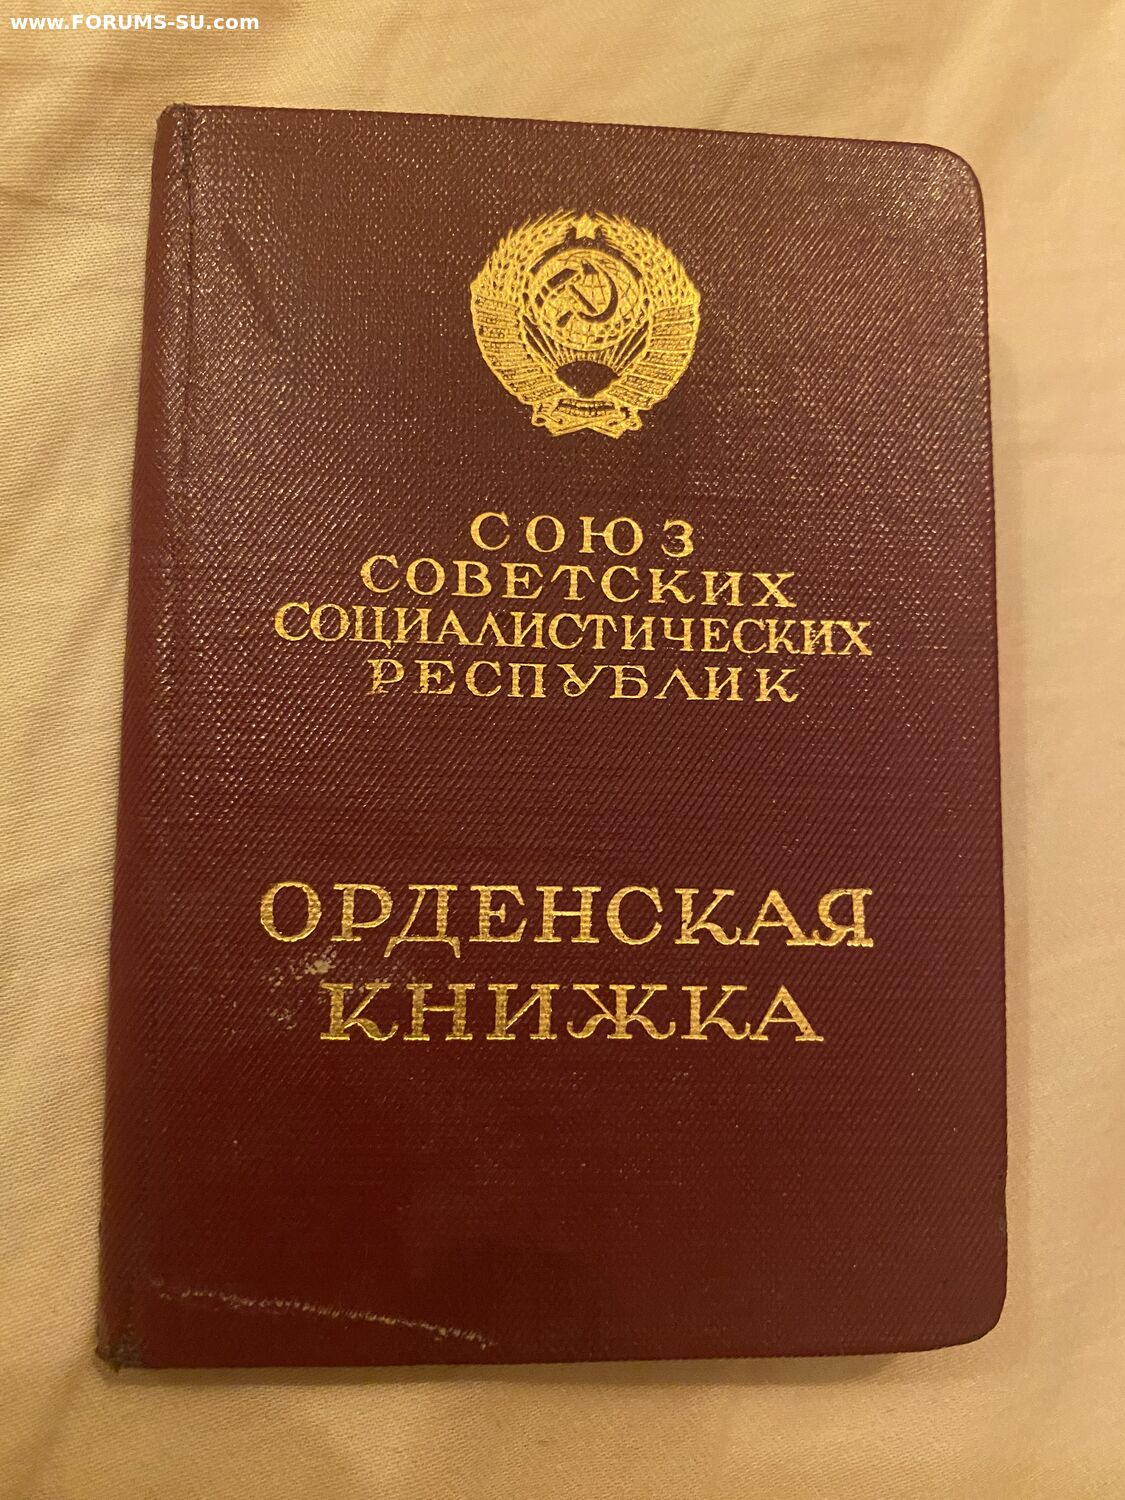 www.FORUMS-SU.com
СОЮЗ
СОВЕТСКИХ
СОЦИАЛИСТИЧЕСКИХ
РЕСПУБЛИК
ОРДЕНСКАЯ
КНИЖКА